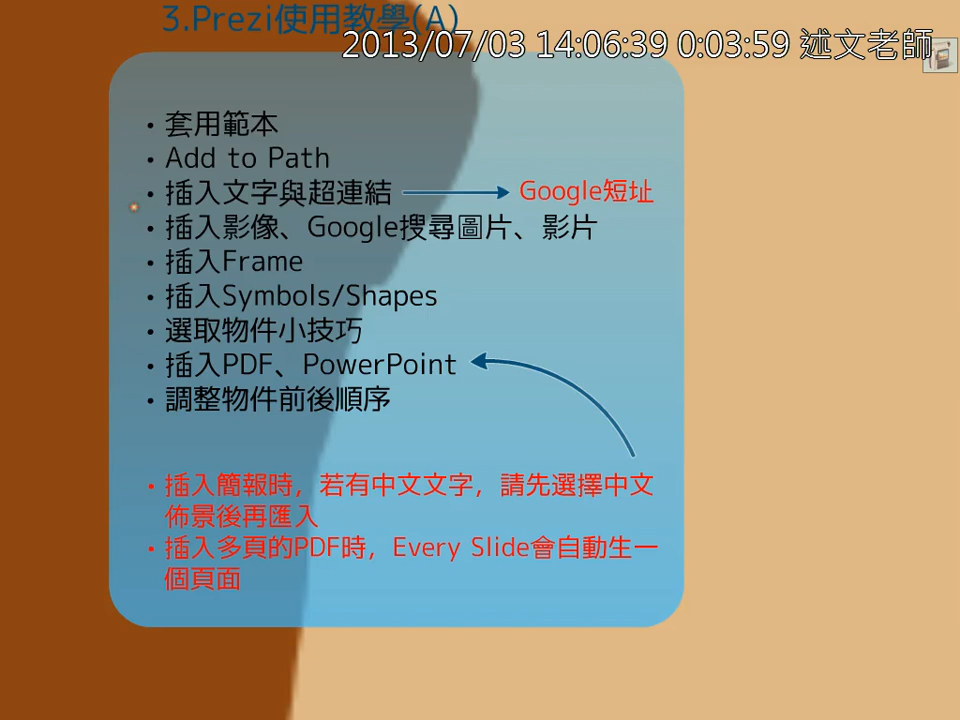 3.Prezi使用教學(A)
2013/07/03 14:06:39 0:03:59 述文老師
• 套用範本
• Add to Path
• 插入文字與超連結 Google短址
• 插入影像、Google搜尋圖片、影片
• 插入Frame
• 插入Symbols/Shapes
• 選取物件小技巧
• 插入PDF、PowerPoint
• 調整物件前後順序
• 插入簡報時，若有中文文字，請先選擇中文
佈景後再匯入
• 插入多頁的PDF時，Every Slide會自動生一
個頁面